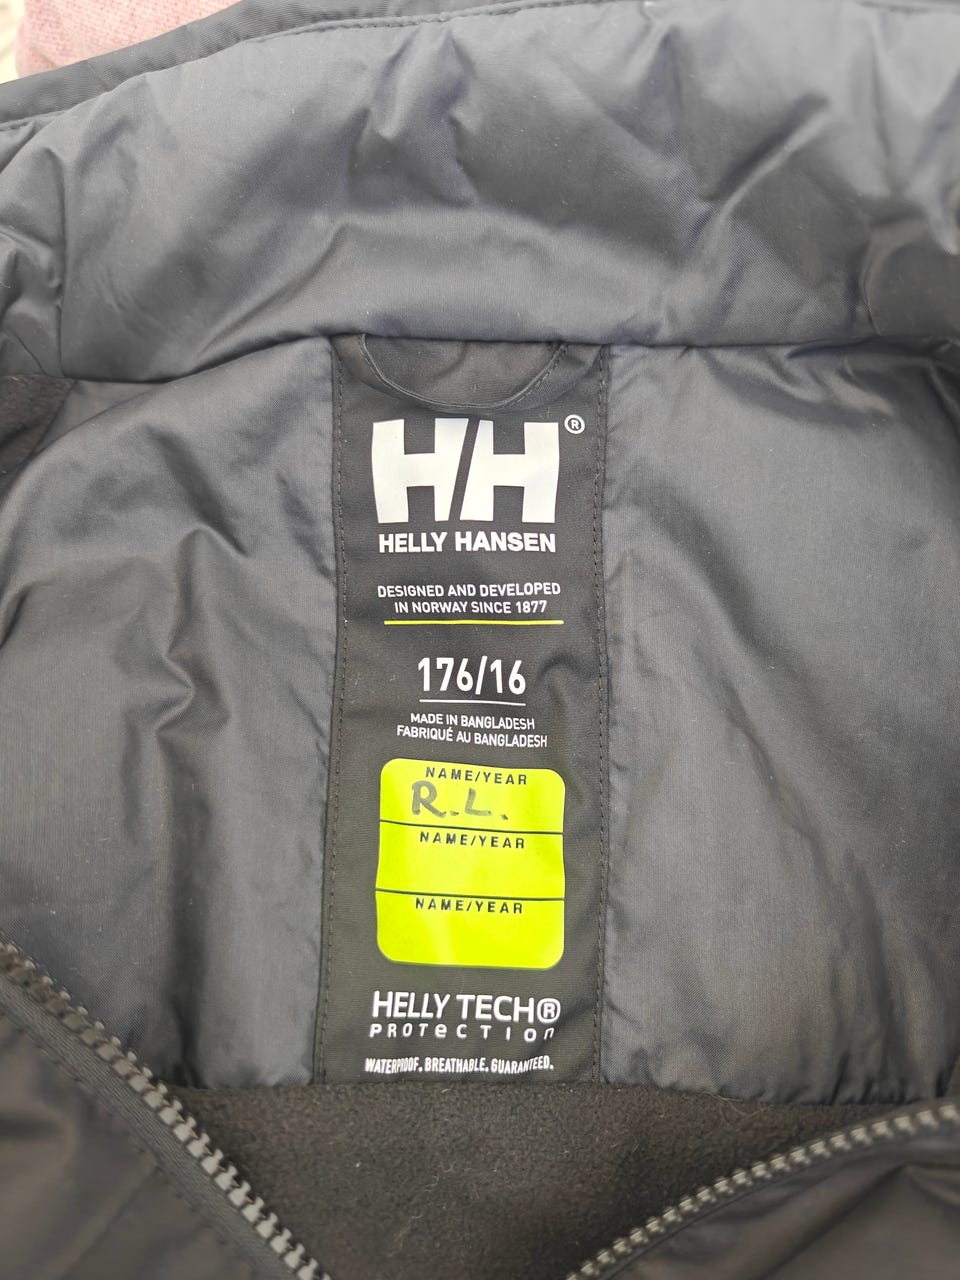 HH®
HELLY HANSEN
DESIGNED AND DEVELOPED
IN NORWAY SINCE 1877
176/16
MADE IN BANGLADESH
FABRIQUÉ AU BANGLADESH
NAME/YEAR
R.L.
NAME/YEAR
NAME/YEAR
HELLY TECH®
PROTeCTION
WATERPROOF. BREATHABLE. GUARANTEED.